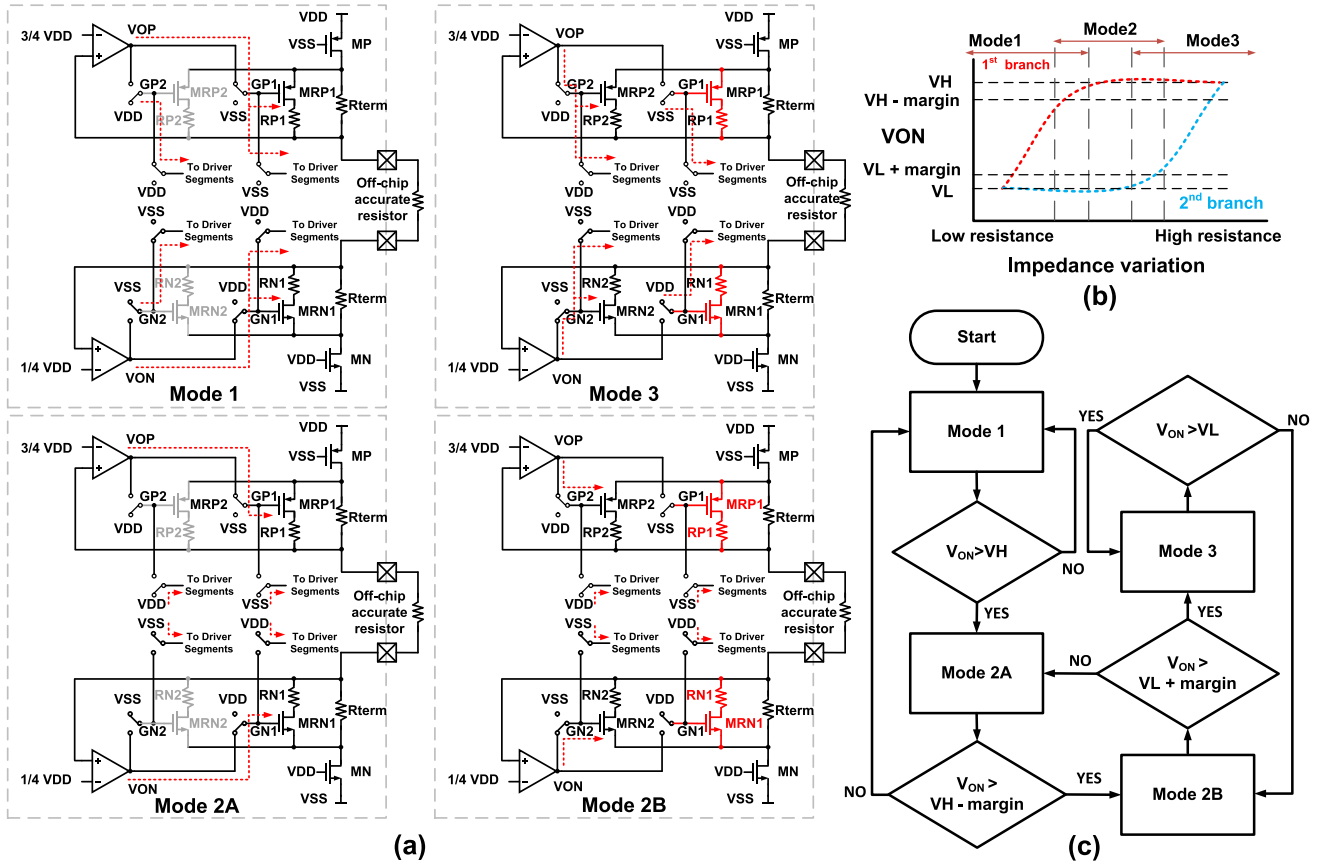 VDD
VOP
3/4 VDD
VSS
MP
GP2
GP1
MRP2
MRP1
Rterm
VDD
VSS
RP2
RP1
To Driver
Segments
To Driver
Segments
VDD
VSS
Off-chip
accurate
resistor
VSS
VDD
To Driver
Segments
To Driver
Segments
RN2
RN1
VSS
VDD
Rterm
GN2
MRN2
GN1
MRN1
VDD
MN
1/4 VDD
VON
VSS
Mode 1
VDD
VOP
3/4 VDD
VSS
MP
GP2
GP1
MRP2
MRP1
Rterm
VDD
VSS
RP2
RP1
To Driver
Segments
To Driver
Segments
VDD
VSS
Off-chip
accurate
resistor
VSS
VDD
To Driver
Segments
To Driver
Segments
RN2
RN1
VSS
VDD
Rterm
GN2
MRN2
GN1
MRN1
VDD
MN
1/4 VDD
VON
VSS
Mode 3
VDD
VOP
3/4 VDD
VSS
MP
GP2
GP1
MRP2
MRP1
Rterm
VDD
VSS
RP2
RP1
To Driver
Segments
To Driver
Segments
VDD
VSS
Off-chip
accurate
resistor
VSS
VDD
To Driver
Segments
To Driver
Segments
RN2
RN1
VSS
VDD
Rterm
GN2
MRN2
GN1
MRN1
VDD
MN
1/4 VDD
VON
VSS
Mode 2A
VDD
VOP
3/4 VDD
VSS
MP
GP2
GP1
MRP2
MRP1
Rterm
VDD
VSS
RP2
RP1
To Driver
Segments
To Driver
Segments
VDD
VSS
Off-chip
accurate
resistor
VSS
VDD
To Driver
Segments
To Driver
Segments
RN2
RN1
VSS
VDD
Rterm
GN2
MRN2
GN1
MRN1
VDD
MN
1/4 VDD
VON
VSS
Mode 2B
(a)
Mode1
Mode2
Mode3
1st branch
VH
VH - margin
VON
VL + margin
VL
2nd branch
Low resistance
High resistance
Impedance variation
(b)
Start
Mode 1
YES
VON >VL
NO
VON>VH
NO
Mode 3
YES
YES
Mode 2A
NO
VON >
VL + margin
NO
VON >
VH - margin
YES
Mode 2B
(c)